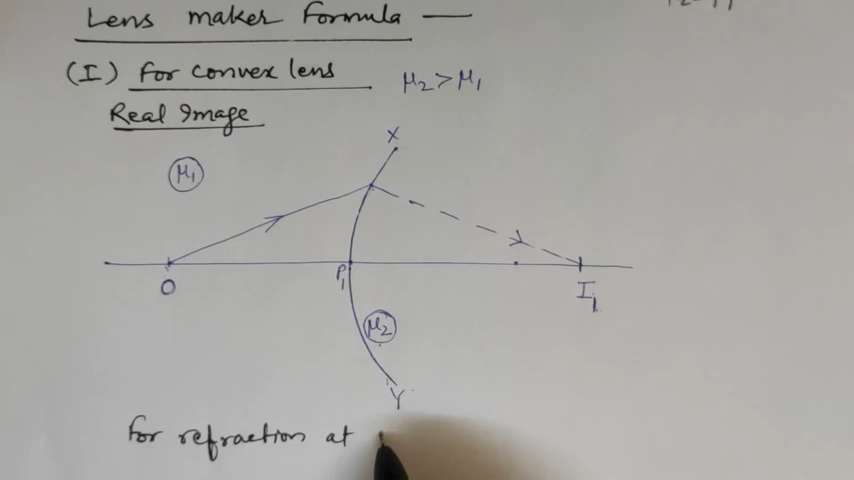 Lens maker Formula —
(I) For convex lens
μ2 > μ1
Real Image
X
μ1
O
P1
I1
μ2
Y
For refraction at